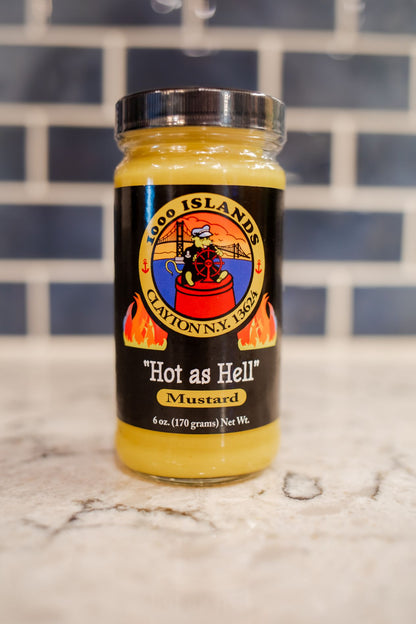 1000 ISLANDS
CLAYTON N.Y. 13624
"Hot as Hell"
Mustard
6 oz. (170 grams) Net Wt.